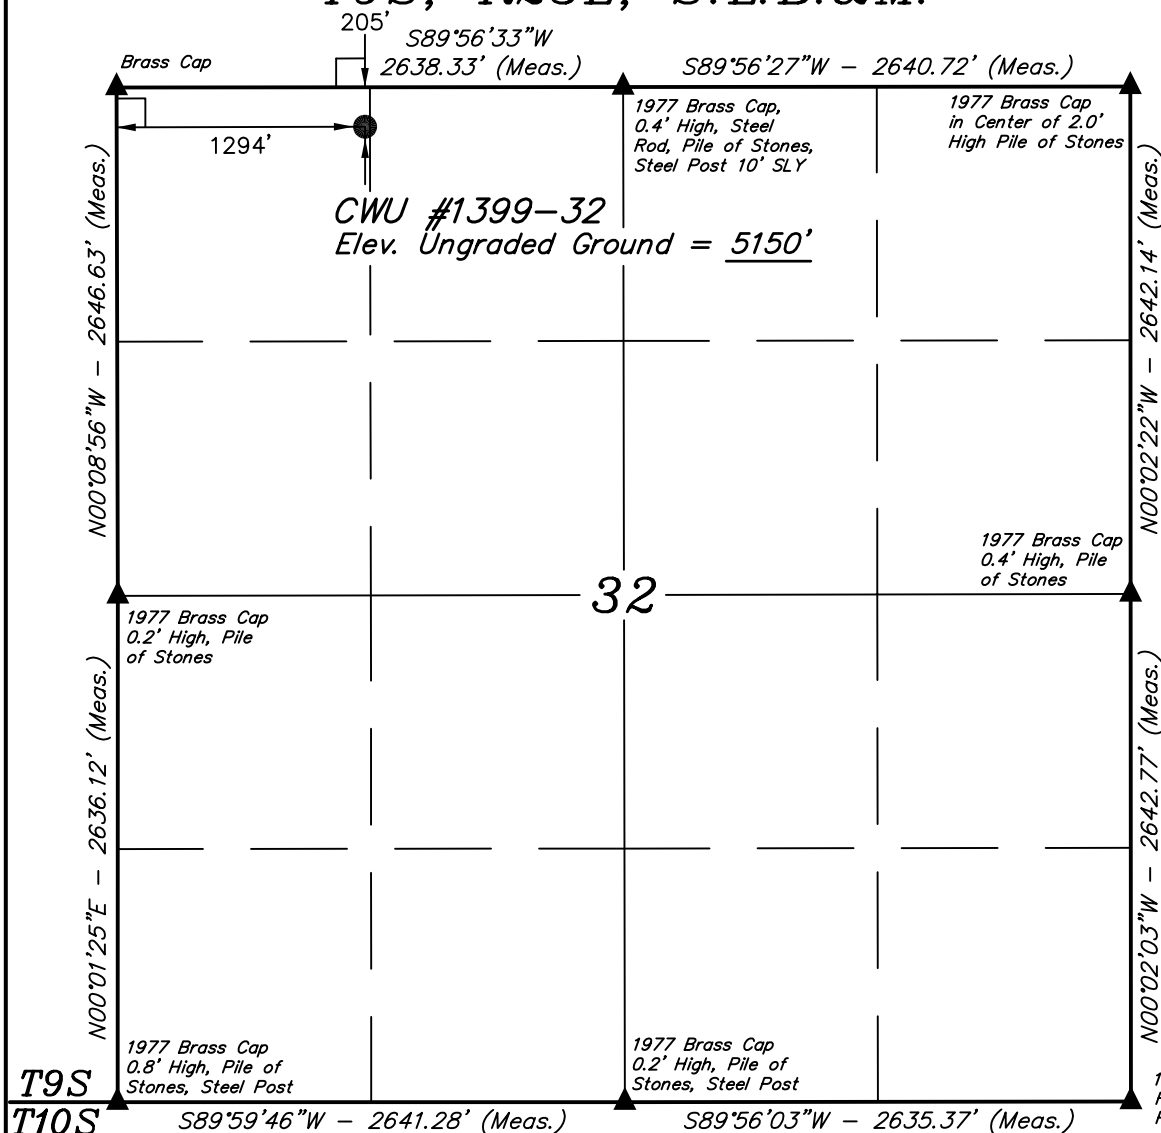 205'
S89°56'33"W
2638.33' (Meas.)
S89°56'27"W - 2640.72' (Meas.)
Brass Cap
1977 Brass Cap,
0.4' High, Steel
Rod, Pile of Stones,
Steel Post 10' SLY
1977 Brass Cap
in Center of 2.0'
High Pile of Stones
1294'
CWU #1399-32
Elev. Ungraded Ground = 5150'
N00°08'56"W - 2646.63' (Meas.)
N00°02'22"W - 2642.14' (Meas.)
1977 Brass Cap
0.4' High, Pile
of Stones
32
1977 Brass Cap
0.2' High, Pile
of Stones
N00°01'25"E - 2636.12' (Meas.)
N00°02'03"W - 2642.77' (Meas.)
1977 Brass Cap
0.8' High, Pile of
Stones, Steel Post
1977 Brass Cap
0.2' High, Pile of
Stones, Steel Post
T9S
T10S
S89°59'46"W - 2641.28' (Meas.)
S89°56'03"W - 2635.37' (Meas.)